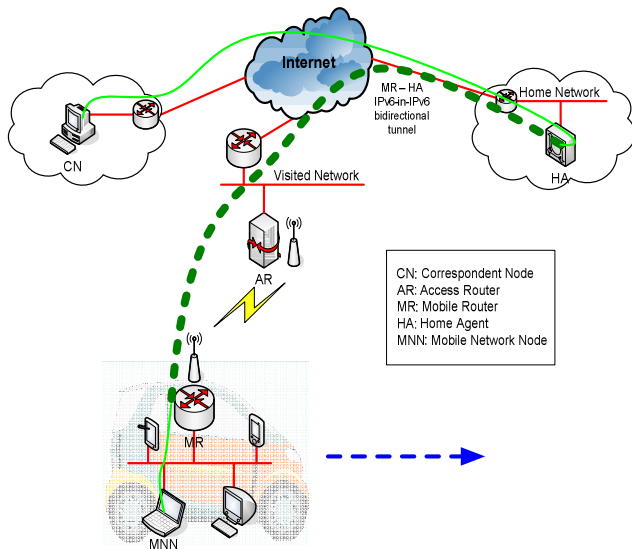 Internet
MR – HA
IPv6-in-IPv6
bidirectional
tunnel
Home Network
CN
HA
Visited Network
AR
CN: Correspondent Node
AR: Access Router
MR: Mobile Router
HA: Home Agent
MNN: Mobile Network Node
MR
MNN